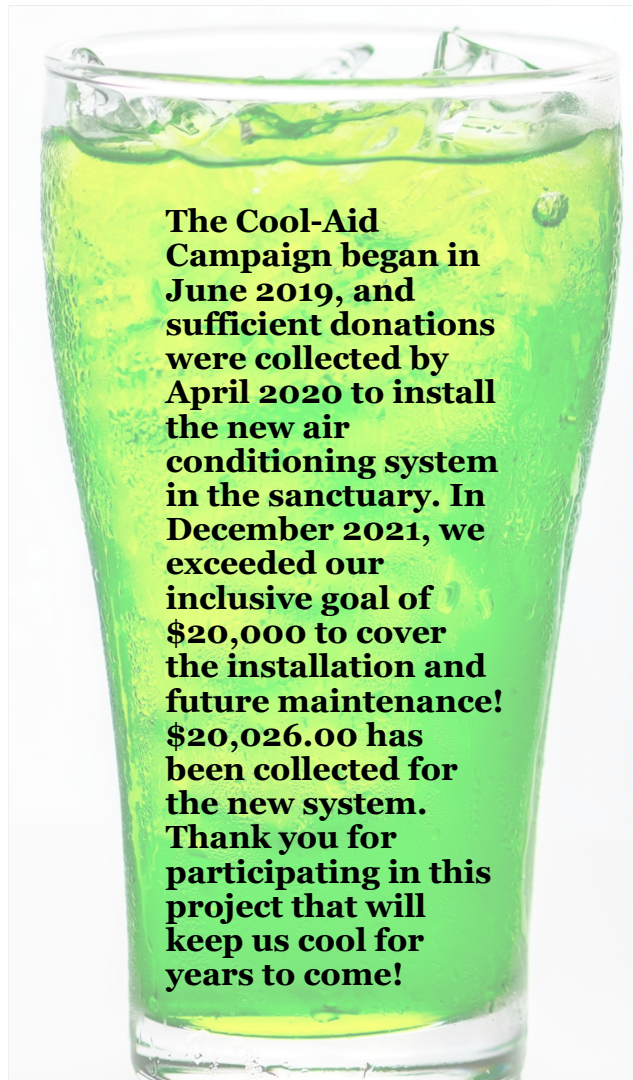 The Cool-Aid
Campaign began in
June 2019, and
sufficient donations
were collected by
April 2020 to install
the new air
conditioning system
in the sanctuary. In
December 2021, we
exceeded our
inclusive goal of
$20,000 to cover
the installation and
future maintenance!
$20,026.00 has
been collected for
the new system.
Thank you for
participating in this
project that will
keep us cool for
years to come!